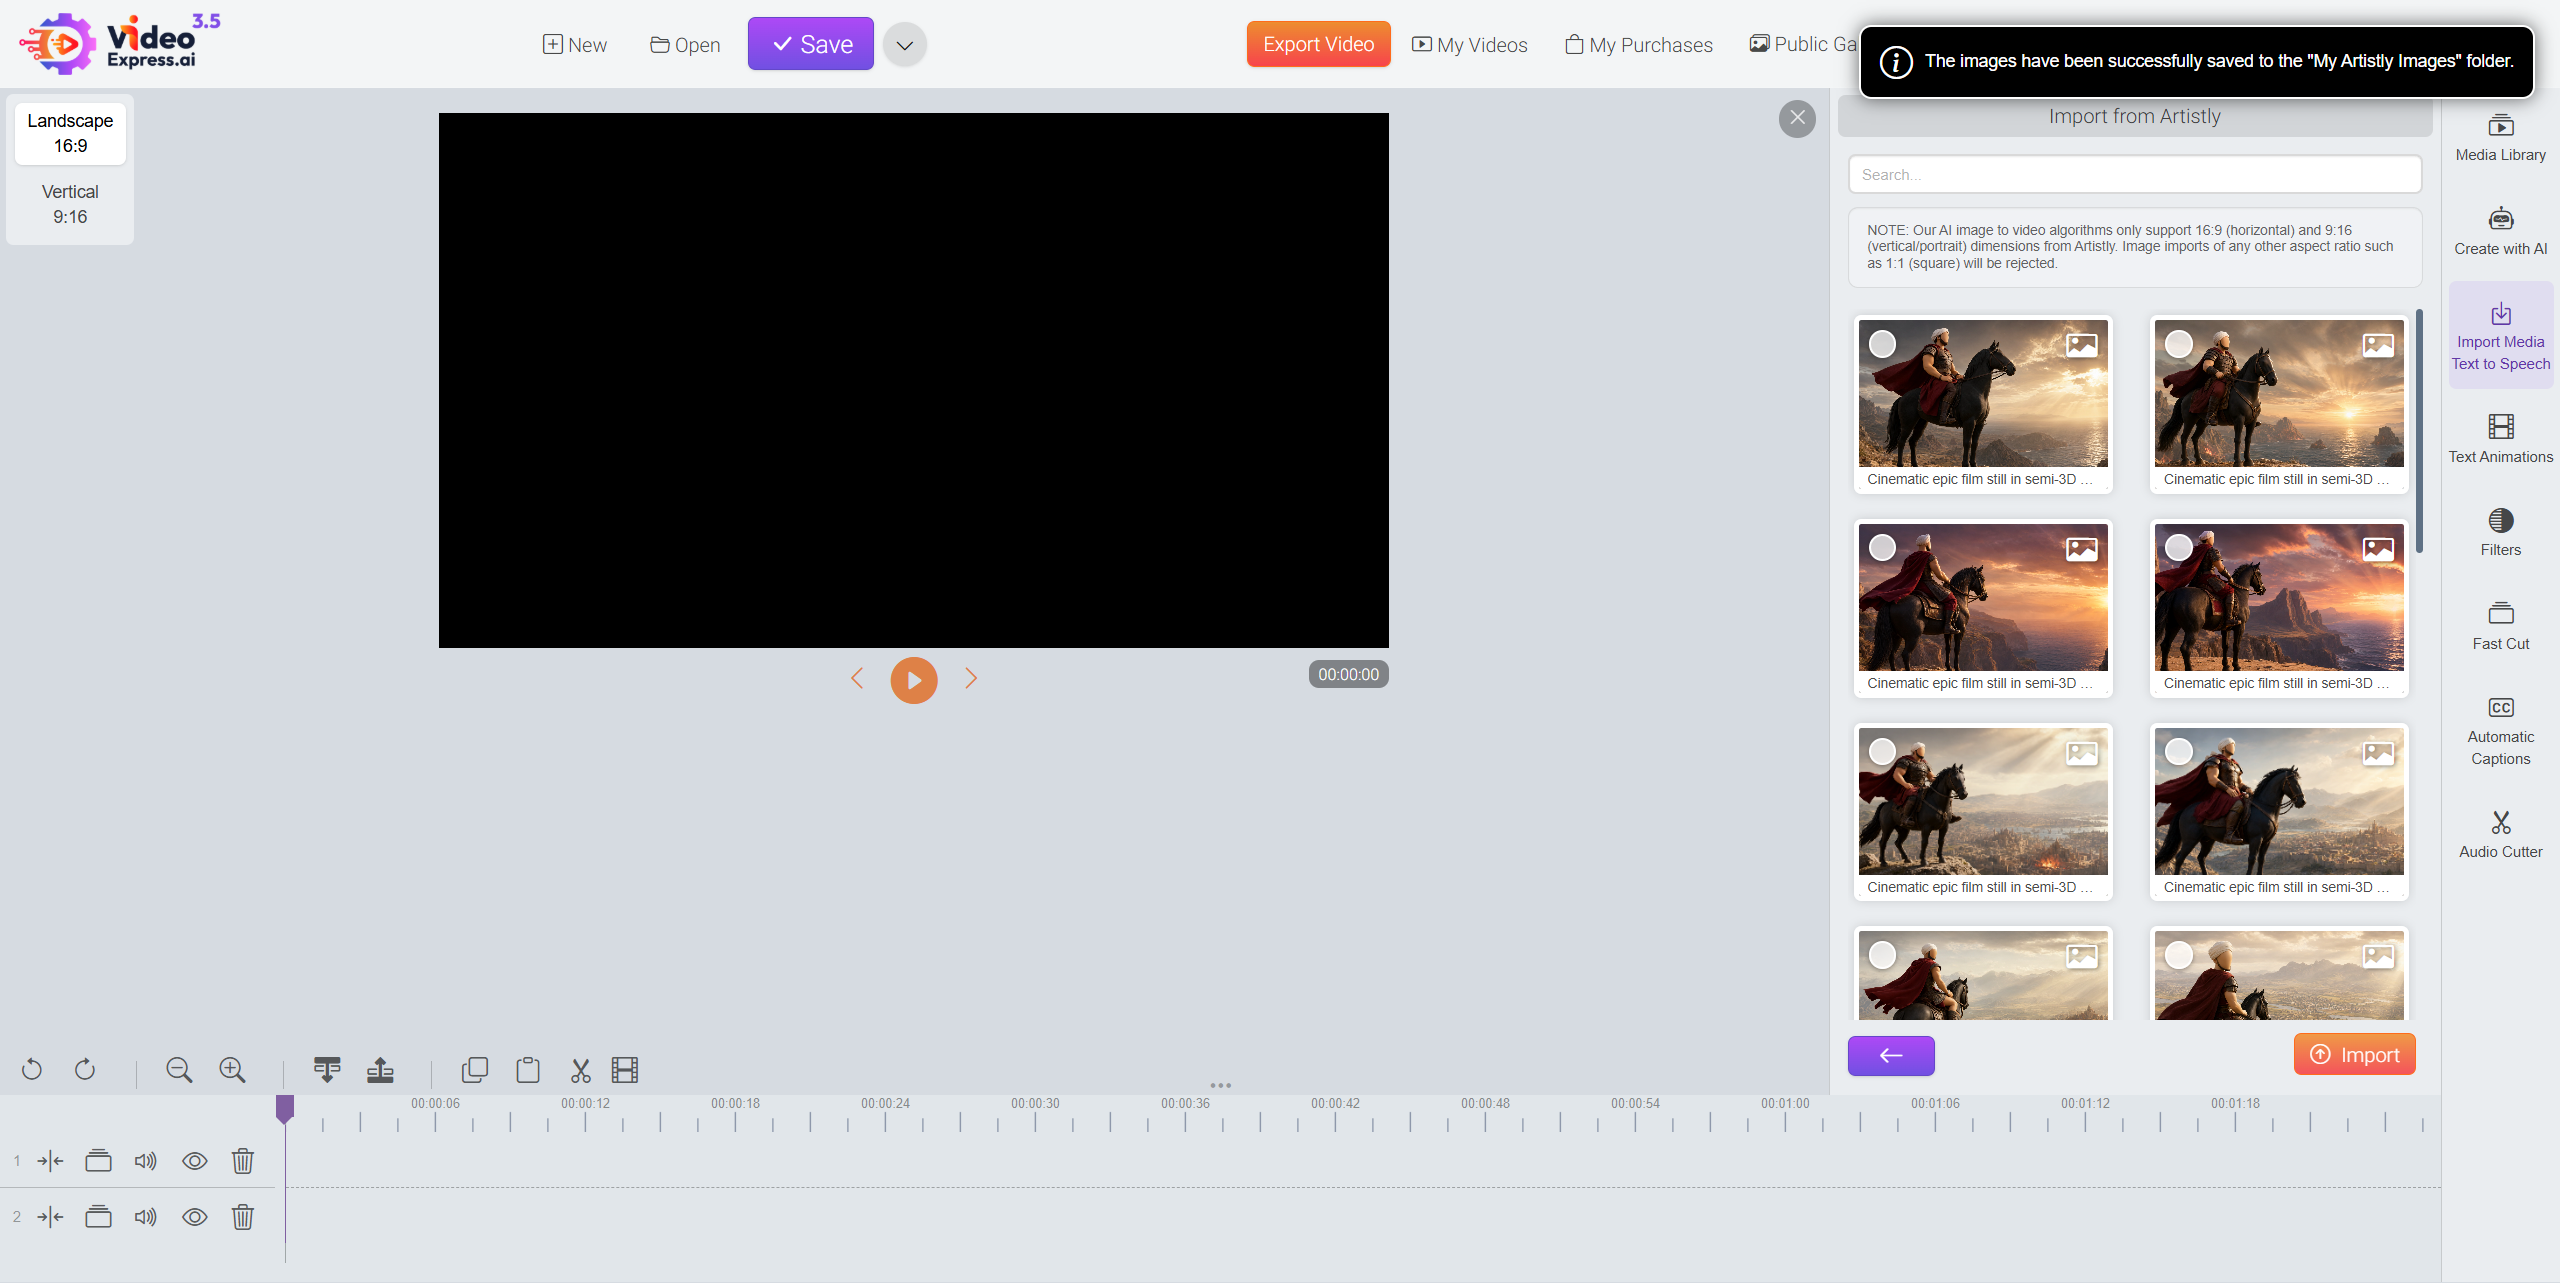 Video
Express.ai
3.5
New
Open
Save
Export Video
My Videos
My Purchases
Public Ga
The images have been successfully saved to the "My Artistly Images" folder.
Landscape
16:9
Vertical
9:16
00:00:00
Import from Artistly
Search...
NOTE: Our AI image to video algorithms only support 16:9 (horizontal) and 9:16
(vertical/portrait) dimensions from Artistly. Image imports of any other aspect ratio such
as 1:1 (square) will be rejected.
Cinematic epic film still in semi-3D ...
Cinematic epic film still in semi-3D ...
Cinematic epic film still in semi-3D ...
Cinematic epic film still in semi-3D ...
Cinematic epic film still in semi-3D ...
Cinematic epic film still in semi-3D ...
Import
Media Library
Create with AI
Import Media
Text to Speech
Text Animations
Filters
Fast Cut
CC
Automatic
Captions
Audio Cutter
00:00:06
00:00:12
00:00:18
00:00:24
00:00:30
00:00:36
00:00:42
00:00:48
00:00:54
00:01:00
00:01:06
00:01:12
00:01:18
1
2